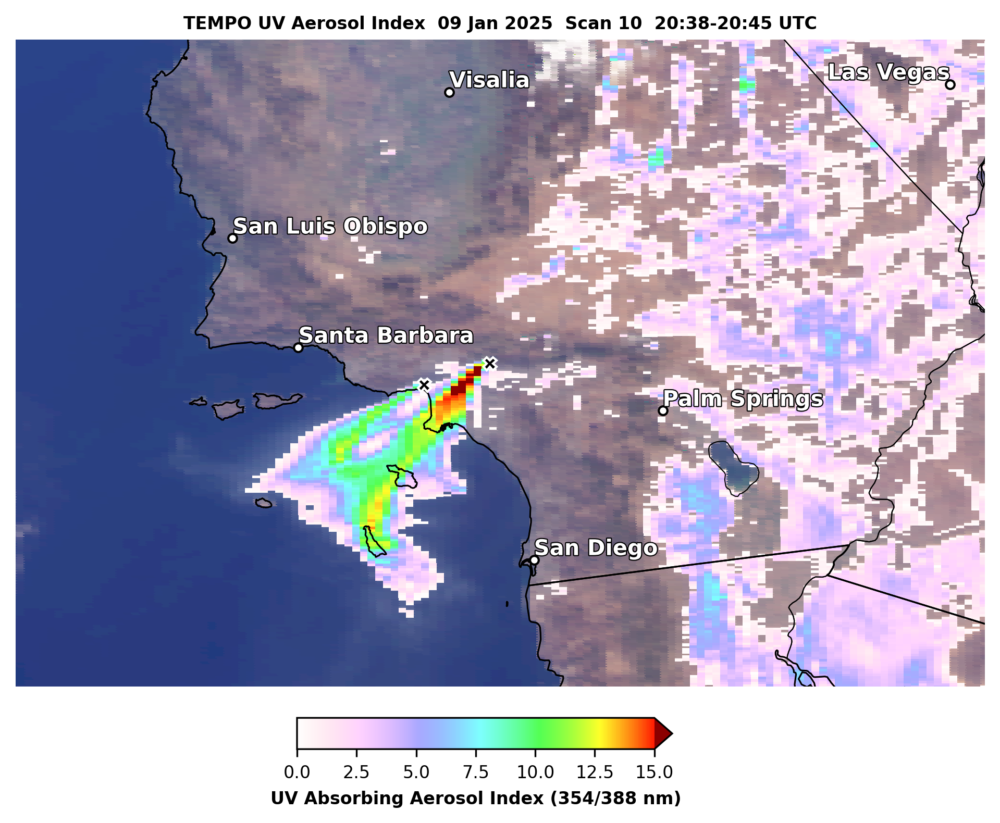 TEMPO UV Aerosol Index  09 Jan 2025  Scan 10  20:38-20:45 UTC
Las Vegas
Visalia
San Luis Obispo
Santa Barbara
Palm Springs
San Diego
0.0 2.5 5.0 7.5 10.0 12.5 15.0
UV Absorbing Aerosol Index (354/388 nm)